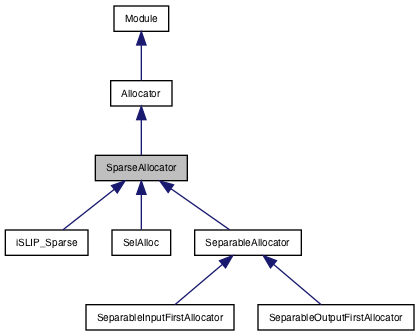 Module
Allocator
SparseAllocator
iSLIP_Sparse
SelAlloc
SeparableAllocator
SeparableInputFirstAllocator
SeparableOutputFirstAllocator